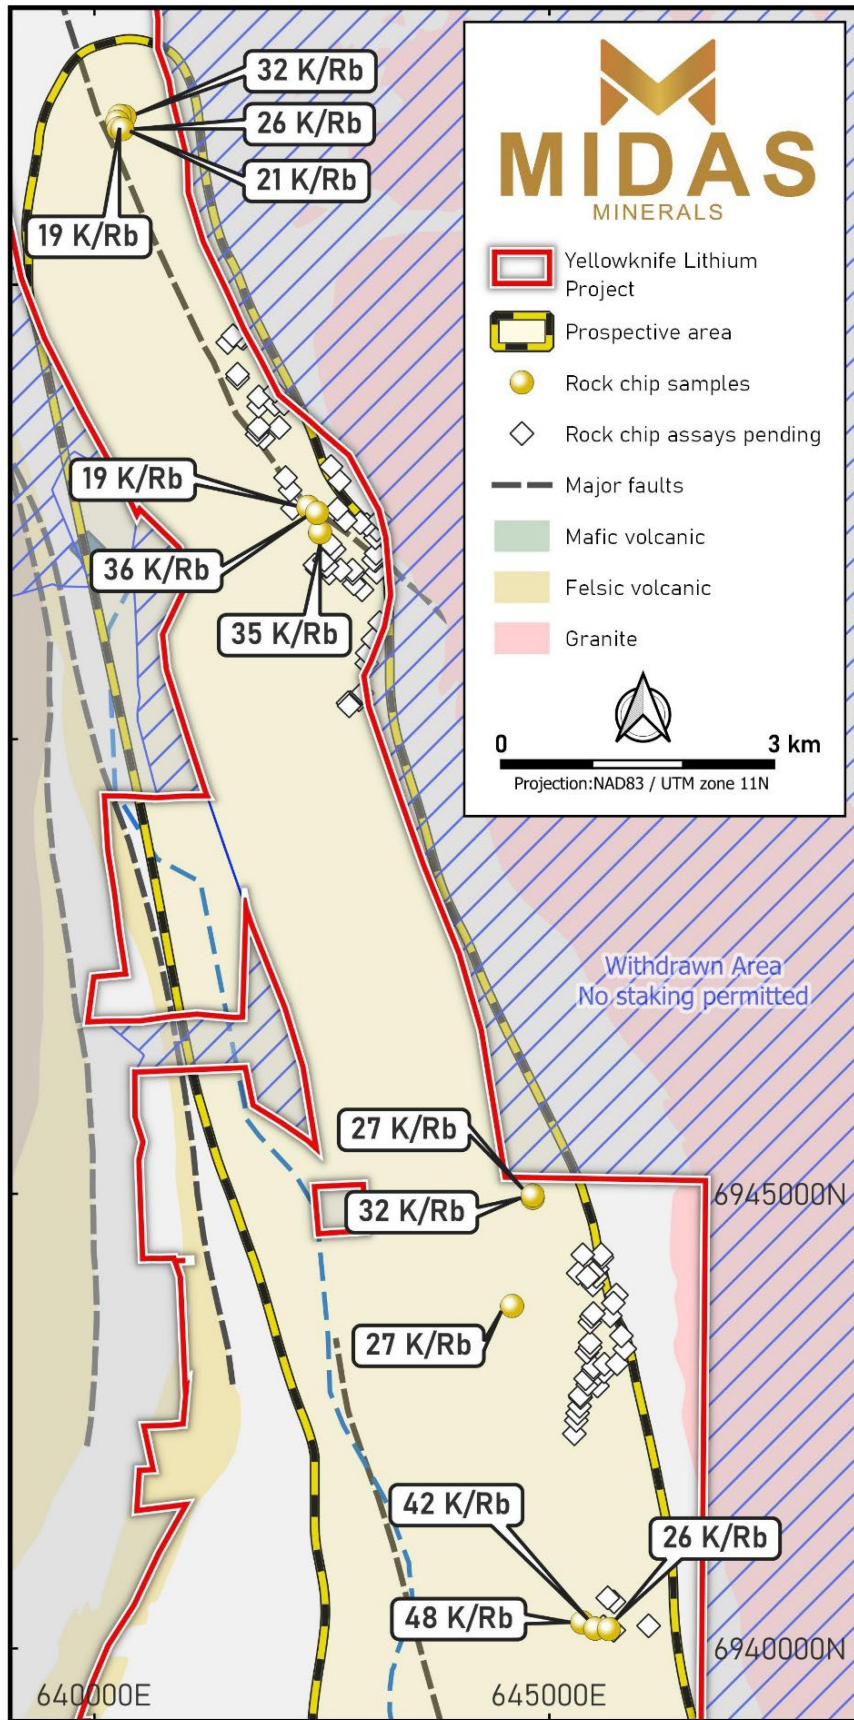 32 K/Rb
26 K/Rb
21 K/Rb
19 K/Rb
MIDAS
MINERALS
Yellowknife Lithium
Project
Prospective area
Rock chip samples
Rock chip assays pending
Major faults
Mafic volcanic
Felsic volcanic
Granite
0 3 km
Projection:NAD83 / UTM zone 11N
19 K/Rb
36 K/Rb
35 K/Rb
Withdrawn Area
No staking permitted
27 K/Rb
32 K/Rb
6945000N
27 K/Rb
42 K/Rb
26 K/Rb
48 K/Rb
6940000N
640000E
645000E